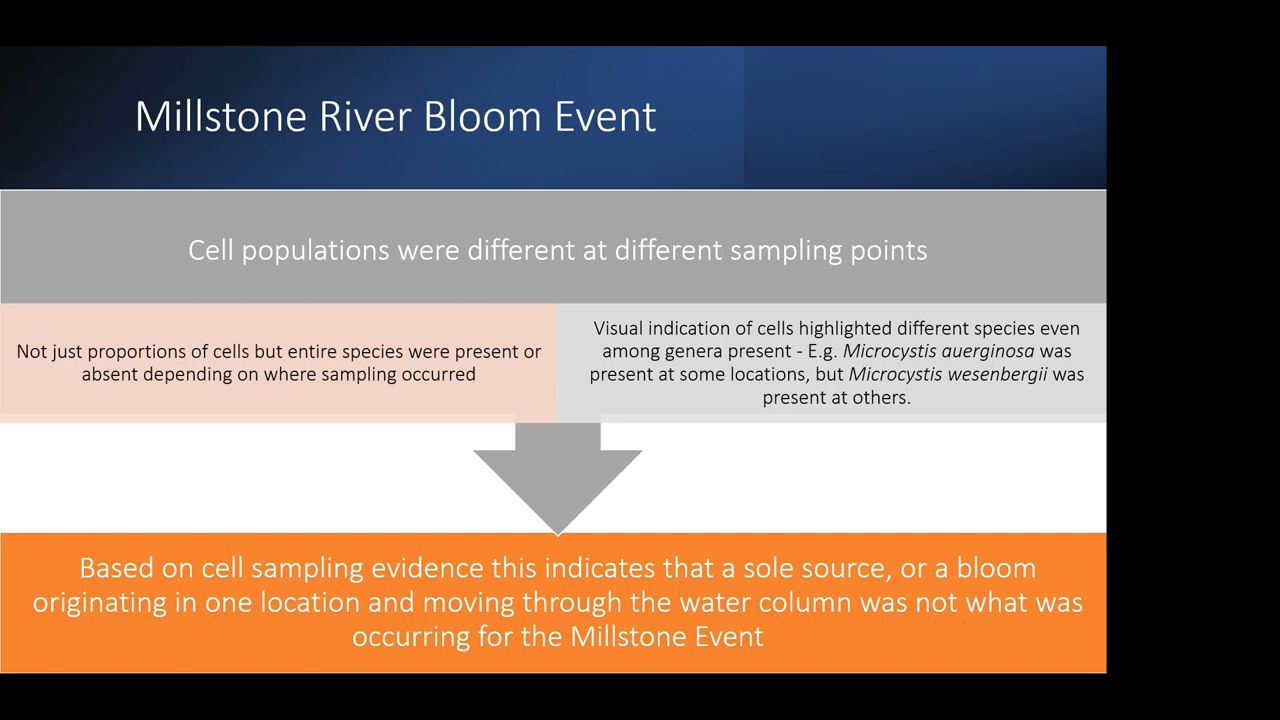 Millstone River Bloom Event
Cell populations were different at different sampling points
Not just proportions of cells but entire species were present or
absent depending on where sampling occurred
Visual indication of cells highlighted different species even
among genera present - E.g. Microcystis auerginosa was
present at some locations, but Microcystis wesenbergii was
present at others.
Based on cell sampling evidence this indicates that a sole source, or a bloom
originating in one location and moving through the water column was not what was
occurring for the Millstone Event